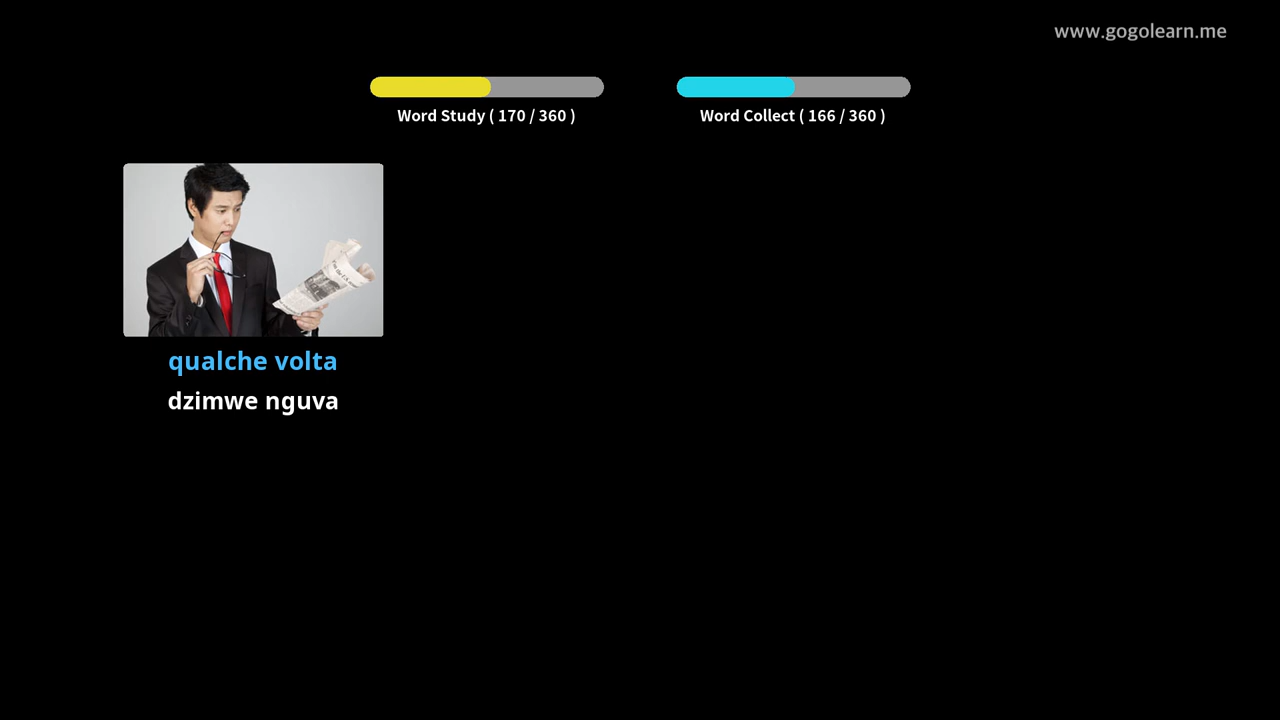 www.gogolearn.me
Word Study ( 170 / 360 )
Word Collect ( 166 / 360 )
qualche volta
dzimwe nguva